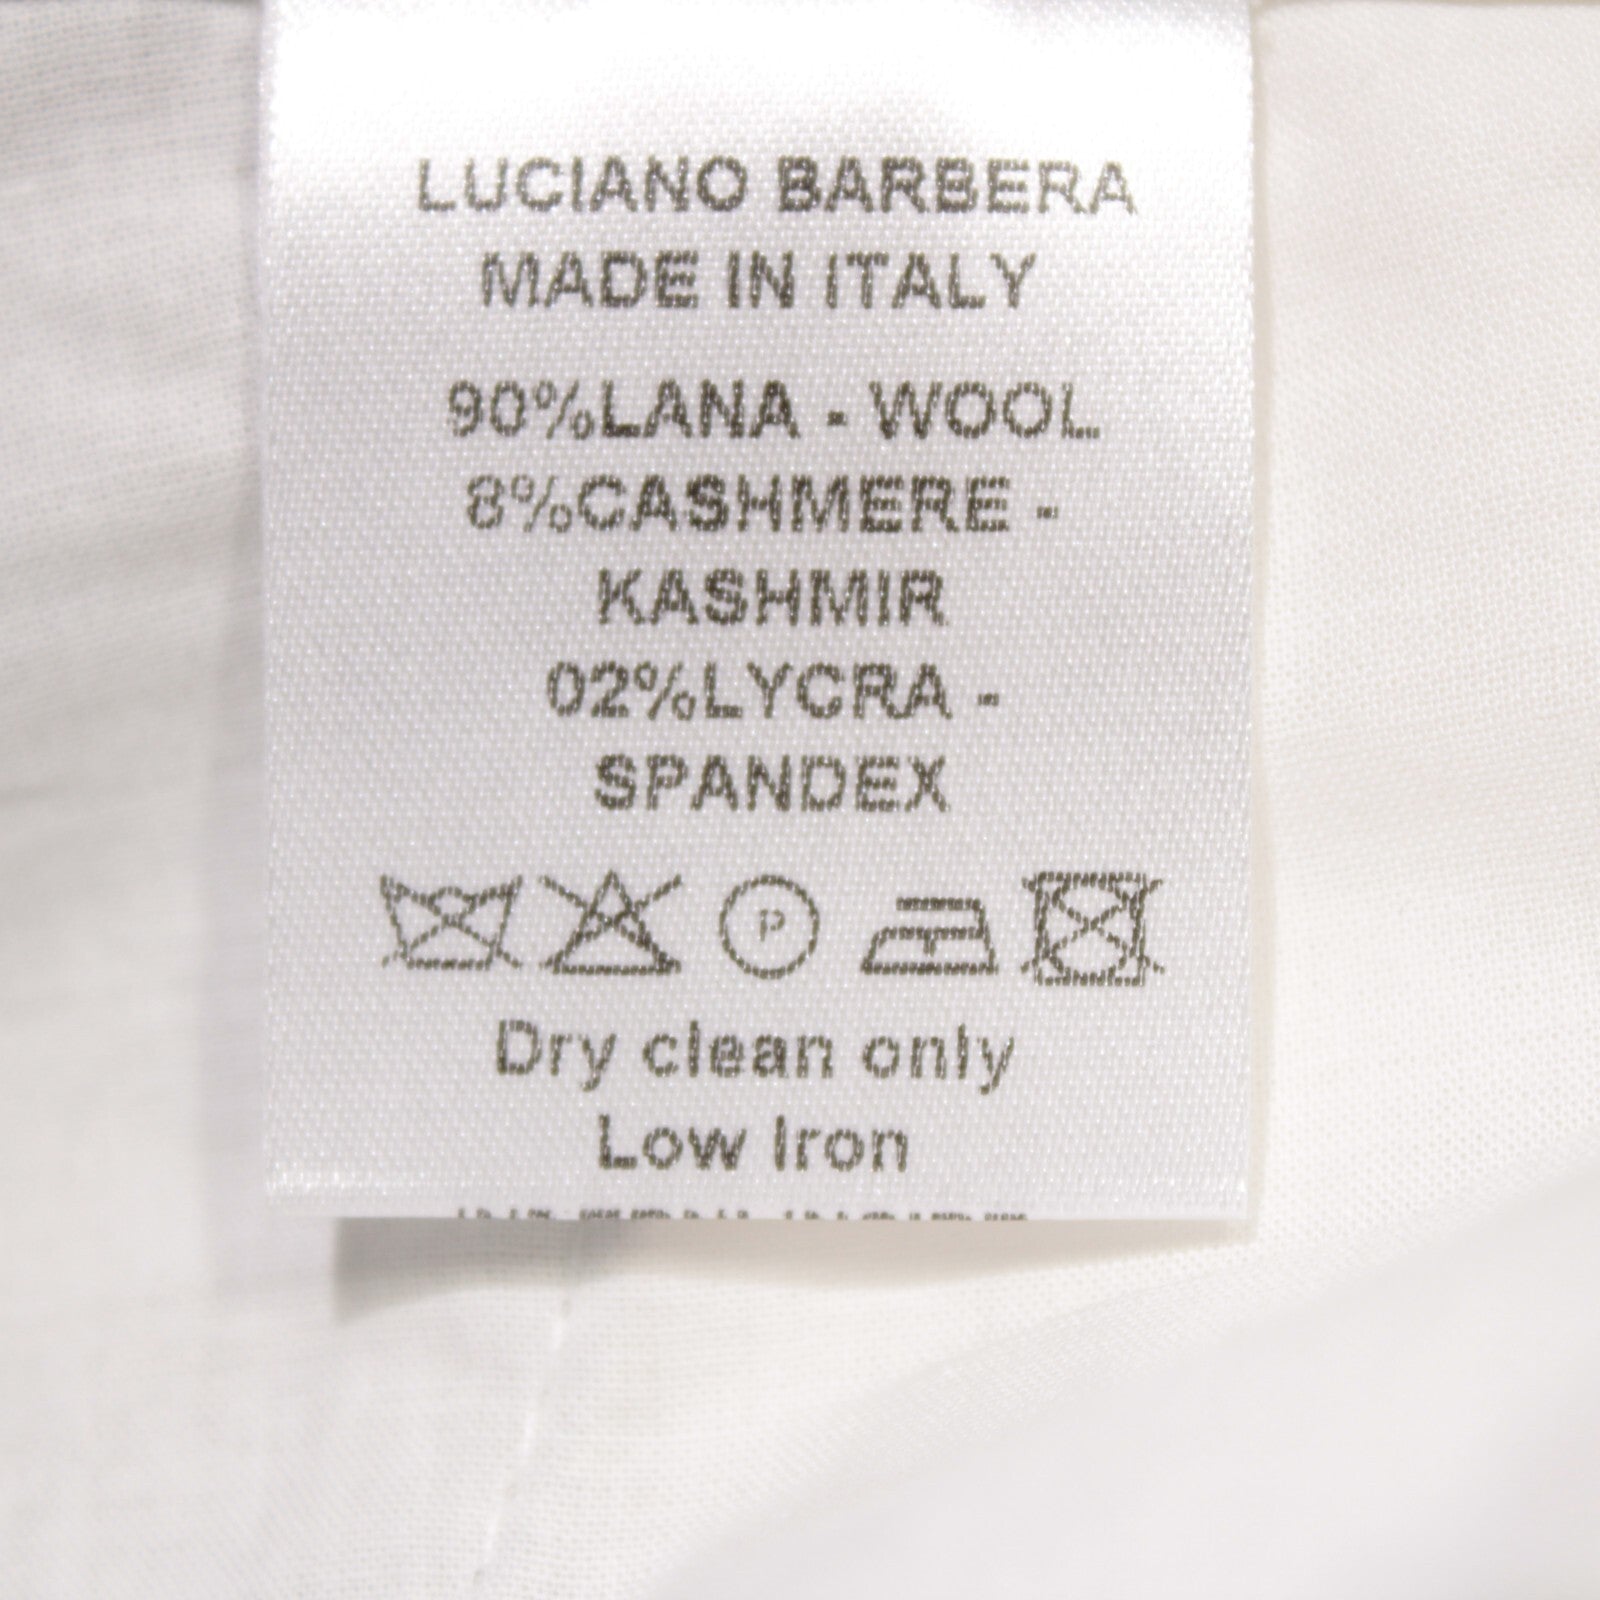 LUCIANO BARBERA
MADE IN ITALY
90%LANA - WOOL
8%CASHMERE -
KASHMIR
02%LYCRA -
SPANDEX
P
Dry clean only
Low Iron